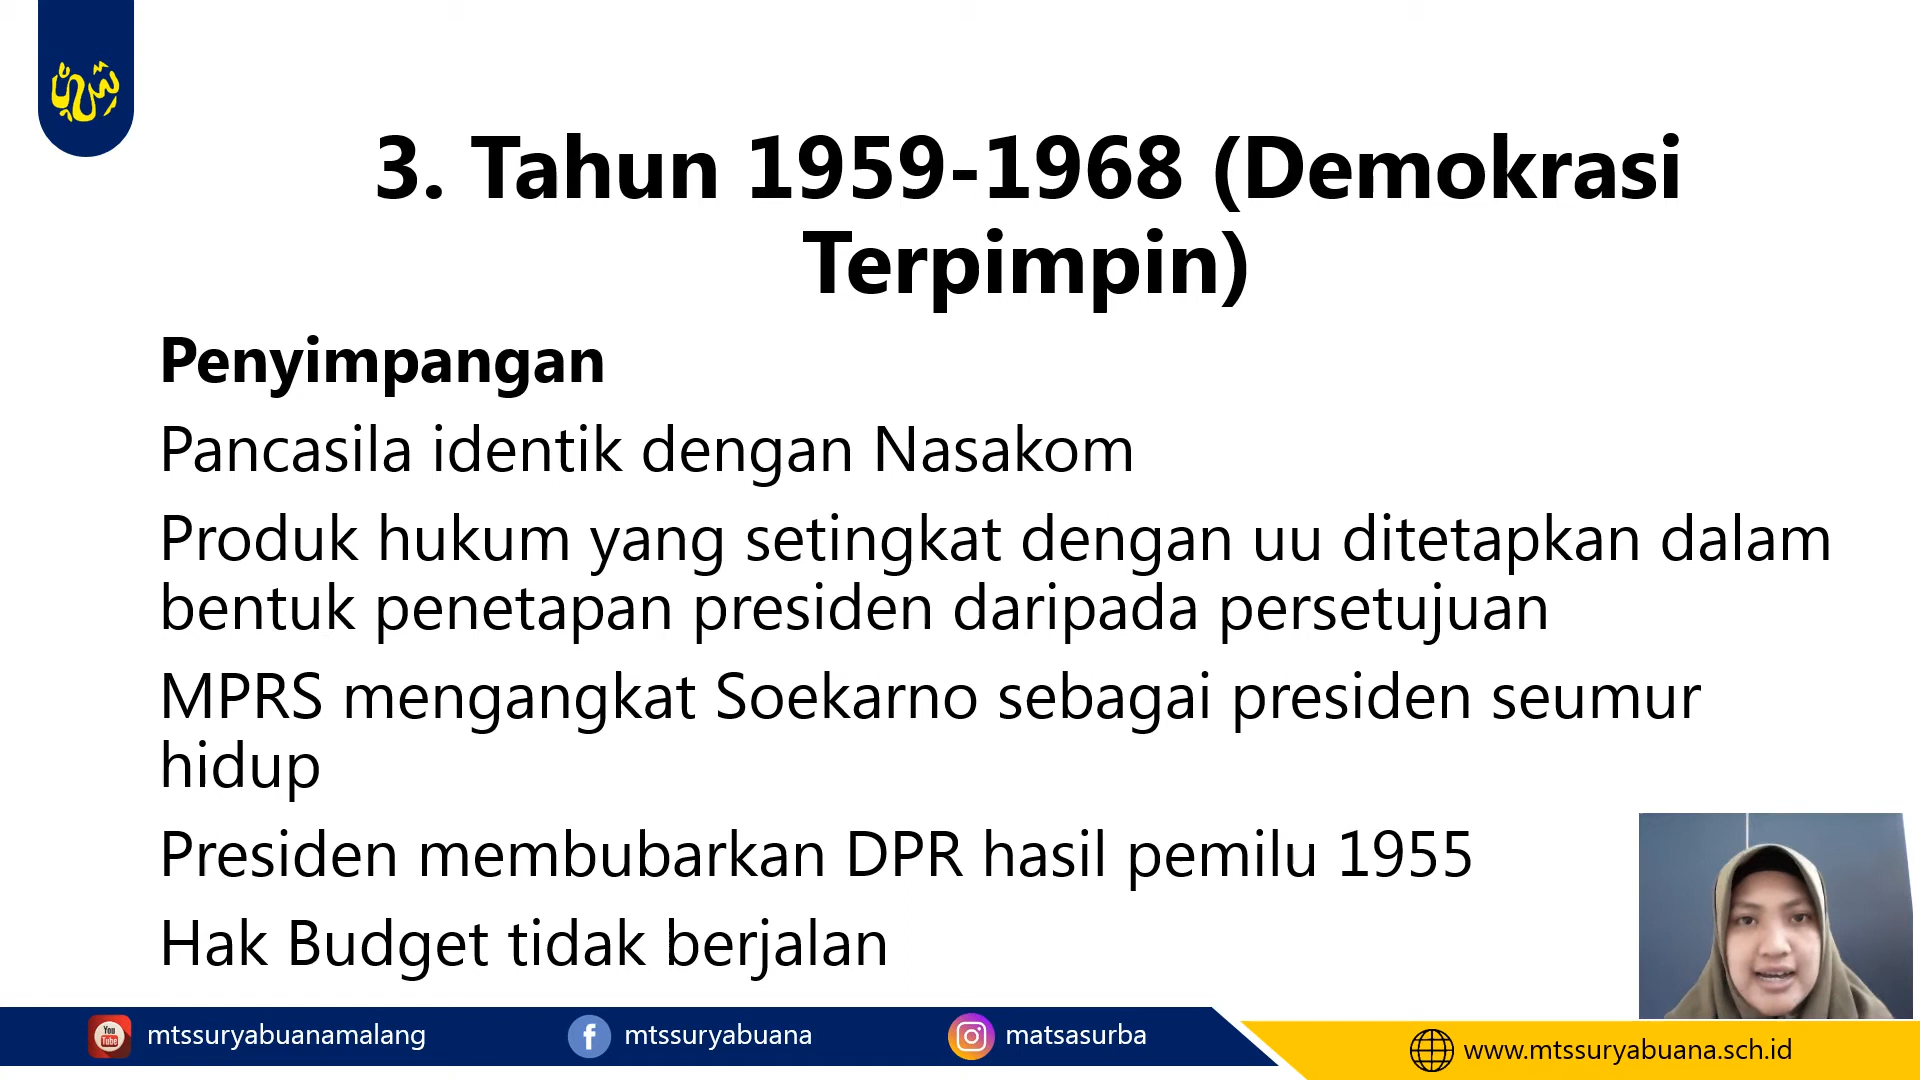 3. Tahun 1959-1968 (Demokrasi
Terpimpin)
Penyimpangan
Pancasila identik dengan Nasakom
Produk hukum yang setingkat dengan uu ditetapkan dalam
bentuk penetapan presiden daripada persetujuan
MPRS mengangkat Soekarno sebagai presiden seumur
hidup
Presiden membubarkan DPR hasil pemilu 1955
Hak Budget tidak berjalan
You
Tube
mtssuryabuanamalang
mtssuryabuana
matsasurba
www.mtssuryabuana.sch.id